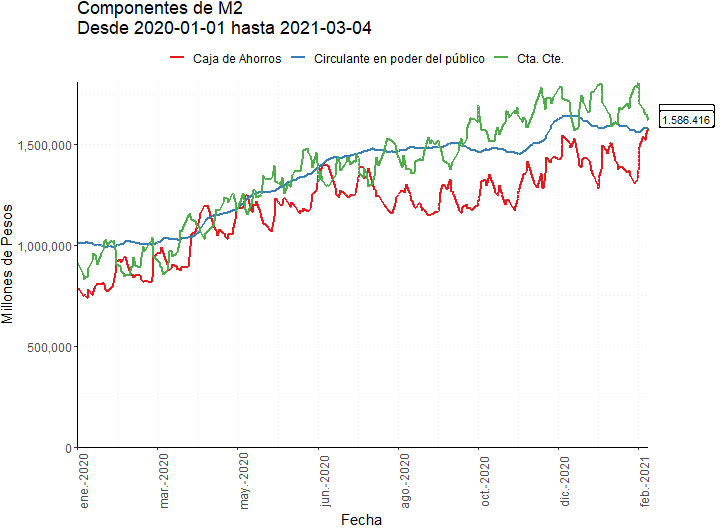 Componentes de M2
Desde 2020-01-01 hasta 2021-03-04
Caja de Ahorros Circulante en poder del público Cta. Cte.
Millones de Pesos
1,500,000
1,000,000
500,000
0
1.586.416
ene.-2020 mar.-2020 may.-2020 jun.-2020 ago.-2020 oct.-2020 dic.-2020 feb.-2021
Fecha